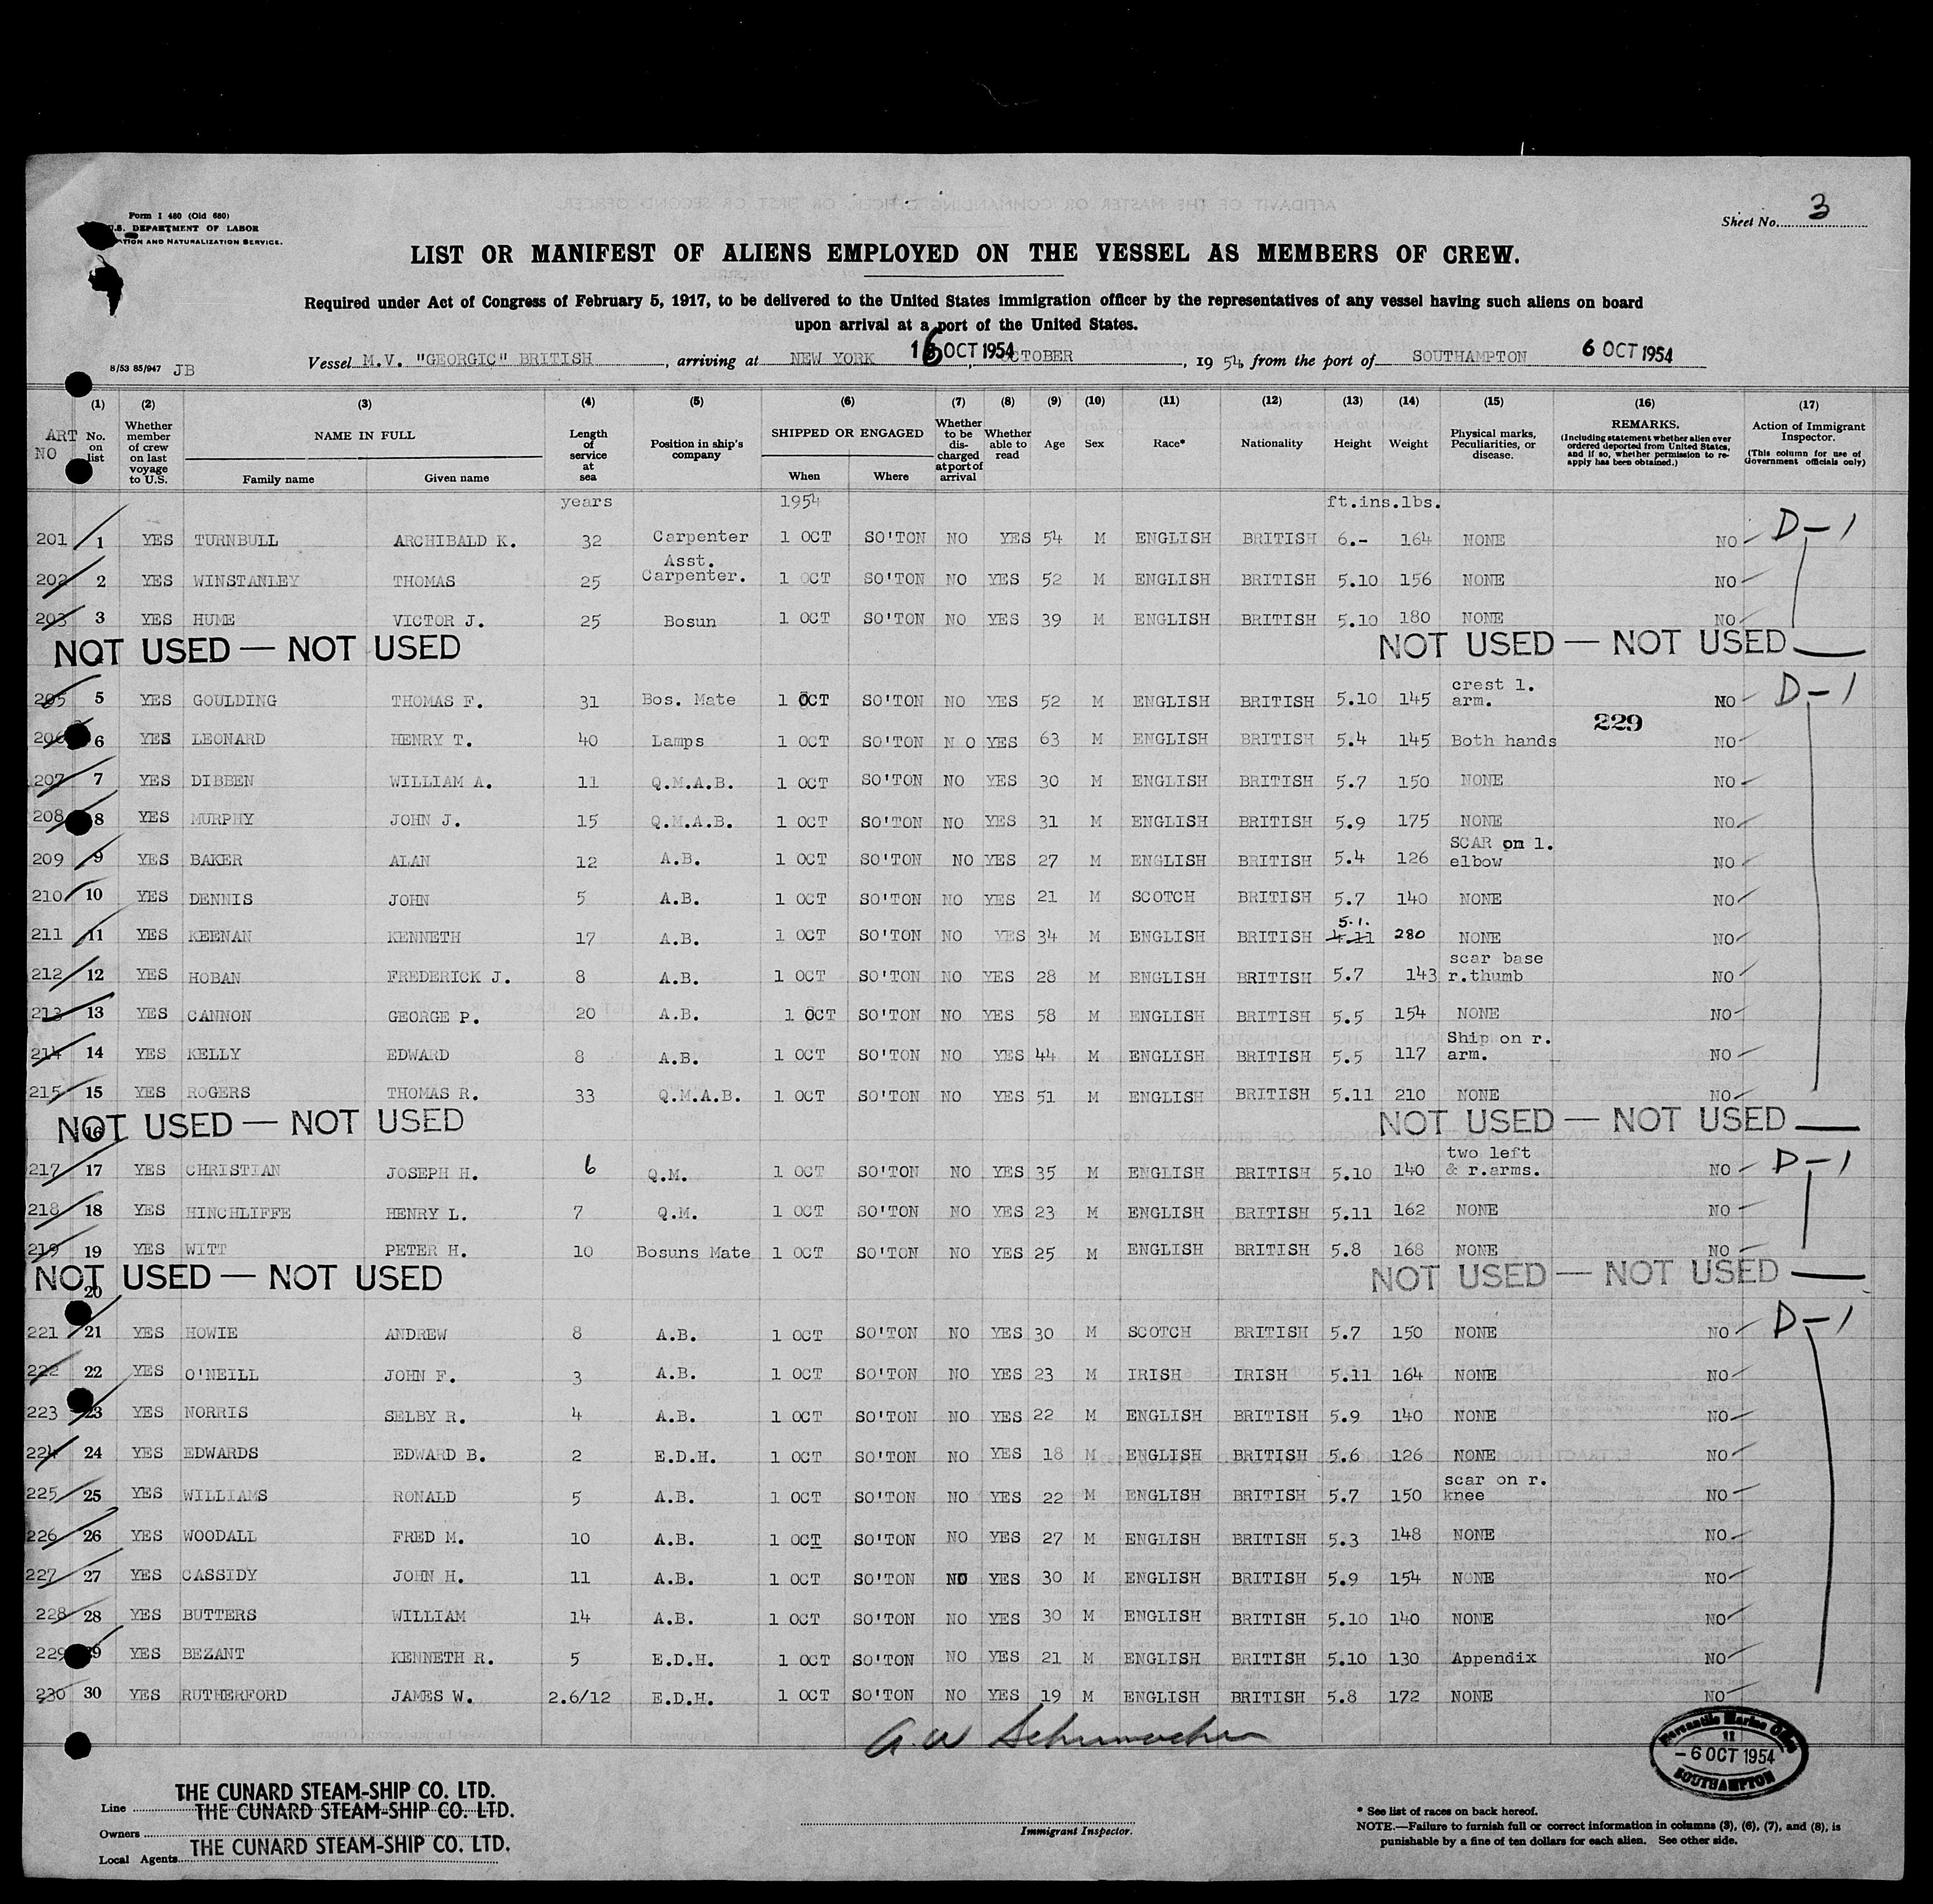 Sheet No. 3
Form I 480 (Old 680)
U.S. DEPARTMENT OF LABOR
ATION AND NATURALIZATION SERVICE.
LIST OR MANIFEST OF ALIENS EMPLOYED ON THE VESSEL AS MEMBERS OF CREW.
Required under Act of Congress of February 5, 1917, to be delivered to the United States immigration officer by the representatives of any vessel having such aliens on board
upon arrival at a port of the United States.
8/53 85/947 JB
Vessel M.V. "GEORGIC" BRITISH, arriving at NEW YORK 16 OCT 1954 OCTOBER, 1954 from the port of SOUTHAMPTON 6 OCT 1954
(1) (2) (3) (4) (5) (6) (7) (8) (9) (10) (11) (12) (13) (14) (15) (16) (17)
ART NO
No. on list
Whether member of crew on last voyage to U.S.
NAME IN FULL
Family name Given name
Length of service at sea
Position in ship's company
SHIPPED OR ENGAGED
When Where
Whether to be discharged at port of arrival
Whether able to read
Age
Sex
Race*
Nationality
Height
Weight
Physical marks, Peculiarities, or disease.
REMARKS.
(Including statement whether alien ever ordered deported from United States, and if so, whether permission to re-apply has been obtained.)
Action of Immigrant Inspector.
(This column for use of Government officials only)
years 1954 ft.ins.lbs.
201 1 YES TURNBULL ARCHIBALD K. 32 Carpenter 1 OCT SO'TON NO YES 54 M ENGLISH BRITISH 6.- 164 NONE NO D-1
202 2 YES WINSTANLEY THOMAS 25 Asst. Carpenter. 1 OCT SO'TON NO YES 52 M ENGLISH BRITISH 5.10 156 NONE NO
203 3 YES HUME VICTOR J. 25 Bosun 1 OCT SO'TON NO YES 39 M ENGLISH BRITISH 5.10 180 NONE NO
NOT USED — NOT USED NOT USED — NOT USED
205 5 YES GOULDING THOMAS F. 31 Bos. Mate 1 OCT SO'TON NO YES 52 M ENGLISH BRITISH 5.10 145 crest l. arm. NO D-1
229
206 6 YES LEONARD HENRY T. 40 Lamps 1 OCT SO'TON N O YES 63 M ENGLISH BRITISH 5.4 145 Both hands NO
207 7 YES DIBBEN WILLIAM A. 11 Q.M.A.B. 1 OCT SO'TON NO YES 30 M ENGLISH BRITISH 5.7 150 NONE NO
208 8 YES MURPHY JOHN J. 15 Q.M.A.B. 1 OCT SO'TON NO YES 31 M ENGLISH BRITISH 5.9 175 NONE NO
209 9 YES BAKER ALAN 12 A.B. 1 OCT SO'TON NO YES 27 M ENGLISH BRITISH 5.4 126 SCAR on l. elbow NO
210 10 YES DENNIS JOHN 5 A.B. 1 OCT SO'TON NO YES 21 M SCOTCH BRITISH 5.7 140 NONE NO
211 11 YES KEENAN KENNETH 17 A.B. 1 OCT SO'TON NO YES 34 M ENGLISH BRITISH 4.11 5.1. 280 NONE NO
212 12 YES HOBAN FREDERICK J. 8 A.B. 1 OCT SO'TON NO YES 28 M ENGLISH BRITISH 5.7 143 scar base r.thumb NO
213 13 YES CANNON GEORGE P. 20 A.B. 1 OCT SO'TON NO YES 58 M ENGLISH BRITISH 5.5 154 NONE NO
214 14 YES KELLY EDWARD 8 A.B. 1 OCT SO'TON NO YES 44 M ENGLISH BRITISH 5.5 117 Ship on r. arm. NO
215 15 YES ROGERS THOMAS R. 33 Q.M.A.B. 1 OCT SO'TON NO YES 51 M ENGLISH BRITISH 5.11 210 NONE NO
16 NOT USED — NOT USED NOT USED — NOT USED
217 17 YES CHRISTIAN JOSEPH H. 6 Q.M. 1 OCT SO'TON NO YES 35 M ENGLISH BRITISH 5.10 140 two left & r.arms. NO D-1
218 18 YES HINCHLIFFE HENRY L. 7 Q.M. 1 OCT SO'TON NO YES 23 M ENGLISH BRITISH 5.11 162 NONE NO
219 19 YES WITT PETER H. 10 Bosuns Mate 1 OCT SO'TON NO YES 25 M ENGLISH BRITISH 5.8 168 NONE NO
20 NOT USED — NOT USED NOT USED — NOT USED
221 21 YES HOWIE ANDREW 8 A.B. 1 OCT SO'TON NO YES 30 M SCOTCH BRITISH 5.7 150 NONE NO D-1
222 22 YES O'NEILL JOHN F. 3 A.B. 1 OCT SO'TON NO YES 23 M IRISH IRISH 5.11 164 NONE NO
223 23 YES NORRIS SELBY R. 4 A.B. 1 OCT SO'TON NO YES 22 M ENGLISH BRITISH 5.9 140 NONE NO
224 24 YES EDWARDS EDWARD B. 2 E.D.H. 1 OCT SO'TON NO YES 18 M ENGLISH BRITISH 5.6 126 NONE NO
225 25 YES WILLIAMS RONALD 5 A.B. 1 OCT SO'TON NO YES 22 M ENGLISH BRITISH 5.7 150 scar on r. knee NO
226 26 YES WOODALL FRED M. 10 A.B. 1 OCT SO'TON NO YES 27 M ENGLISH BRITISH 5.3 148 NONE NO
227 27 YES CASSIDY JOHN H. 11 A.B. 1 OCT SO'TON NO YES 30 M ENGLISH BRITISH 5.9 154 NONE NO
228 28 YES BUTTERS WILLIAM 14 A.B. 1 OCT SO'TON NO YES 30 M ENGLISH BRITISH 5.10 140 NONE NO
229 29 YES BEZANT KENNETH R. 5 E.D.H. 1 OCT SO'TON NO YES 21 M ENGLISH BRITISH 5.10 130 Appendix NO
230 30 YES RUTHERFORD JAMES W. 2.6/12 E.D.H. 1 OCT SO'TON NO YES 19 M ENGLISH BRITISH 5.8 172 NONE NO
A.W Schumacher
Mercantile Marine Office
11
- 6 OCT 1954
SOUTHAMPTON
THE CUNARD STEAM-SHIP CO. LTD.
Line THE CUNARD STEAM-SHIP CO. LTD.
Owners
THE CUNARD STEAM-SHIP CO. LTD.
Local Agents
Immigrant Inspector.
* See list of races on back hereof.
NOTE.—Failure to furnish full or correct information in columns (3), (6), (7), and (8), is
punishable by a fine of ten dollars for each alien. See other side.